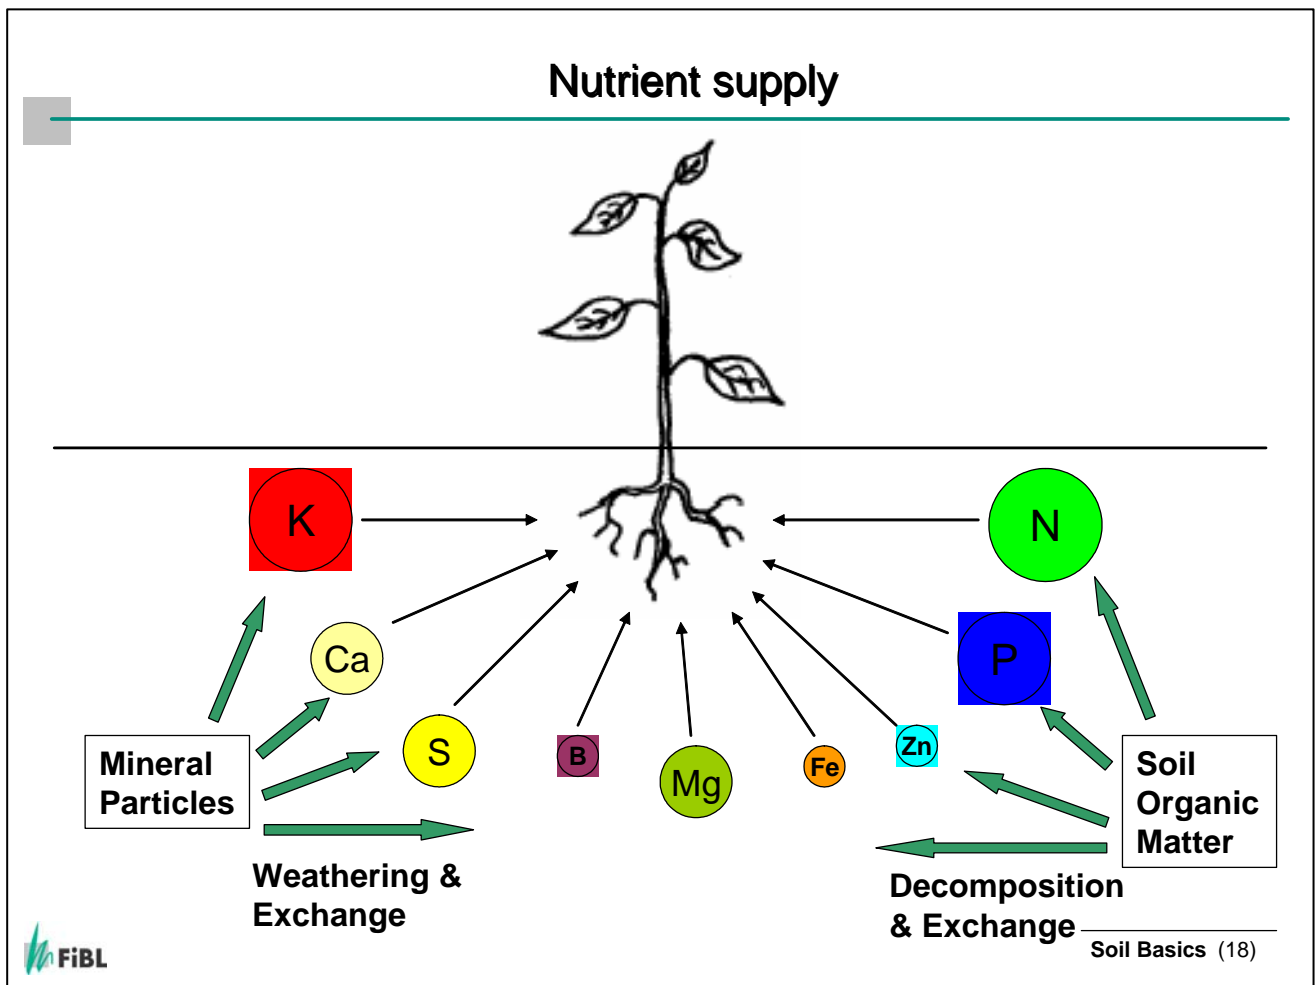 Nutrient supply
K
N
Ca
P
S
B
Mg
Fe
Zn
Mineral
Particles
Soil
Organic
Matter
Weathering &
Exchange
Decomposition
& Exchange
FiBL
Soil Basics (18)